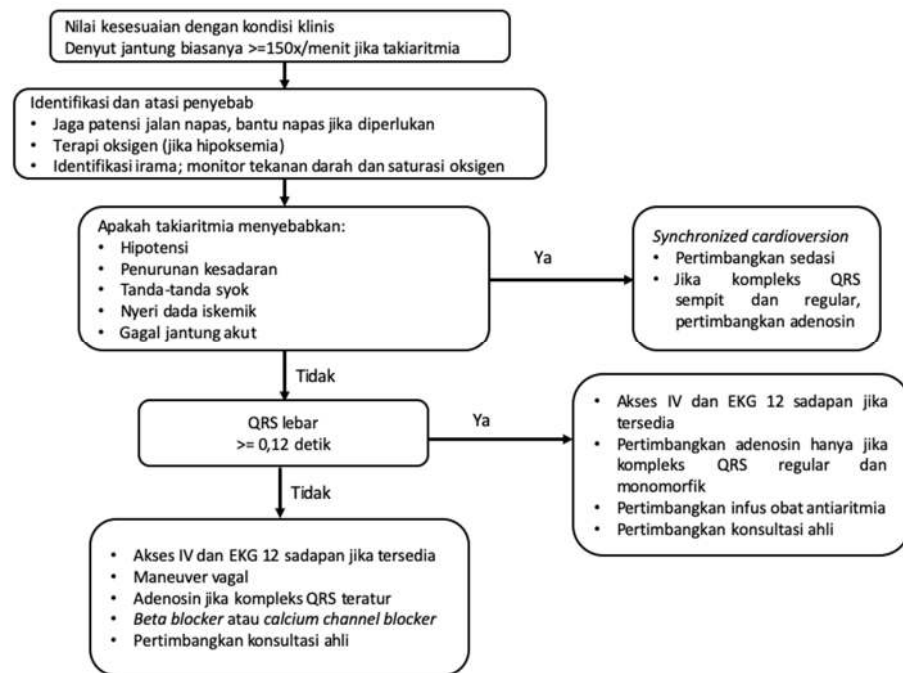 Nilai kesesuaian dengan kondisi klinis
Denyut jantung biasanya >=150x/menit jika takiaritmia
Identifikasi dan atasi penyebab
• Jaga patensi jalan napas, bantu napas jika diperlukan
• Terapi oksigen (jika hipoksemia)
• Identifikasi irama; monitor tekanan darah dan saturasi oksigen
Apakah takiaritmia menyebabkan:
• Hipotensi
• Penurunan kesadaran
• Tanda-tanda syok
• Nyeri dada iskemik
• Gagal jantung akut
Ya
Synchronized cardioversion
• Pertimbangkan sedasi
• Jika kompleks QRS
sempit dan regular,
pertimbangkan adenosin
Tidak
QRS lebar
>= 0,12 detik
Ya
• Akses IV dan EKG 12 sadapan jika
tersedia
• Pertimbangkan adenosin hanya jika
kompleks QRS regular dan
monomorfik
• Pertimbangkan infus obat antiaritmia
• Pertimbangkan konsultasi ahli
Tidak
• Akses IV dan EKG 12 sadapan jika tersedia
• Maneuver vagal
• Adenosin jika kompleks QRS teratur
• Beta blocker atau calcium channel blocker
• Pertimbangkan konsultasi ahli